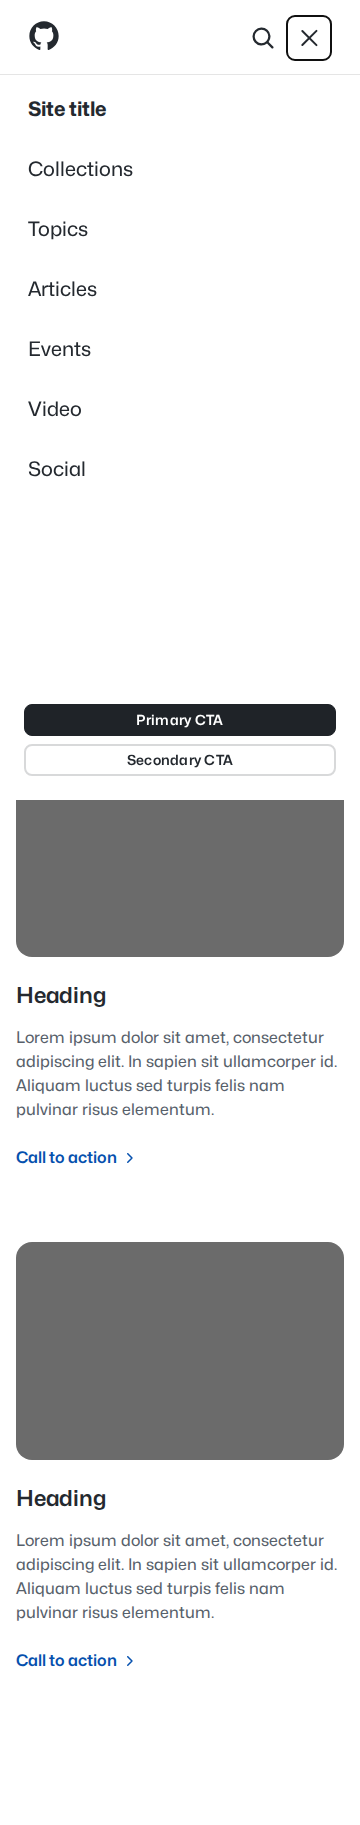 Site title
Collections
Topics
Articles
Events
Video
Social
Primary CTA
Secondary CTA
Heading
Lorem ipsum dolor sit amet, consectetur
adipiscing elit. In sapien sit ullamcorper id.
Aliquam luctus sed turpis felis nam
pulvinar risus elementum.
Call to action
Heading
Lorem ipsum dolor sit amet, consectetur
adipiscing elit. In sapien sit ullamcorper id.
Aliquam luctus sed turpis felis nam
pulvinar risus elementum.
Call to action